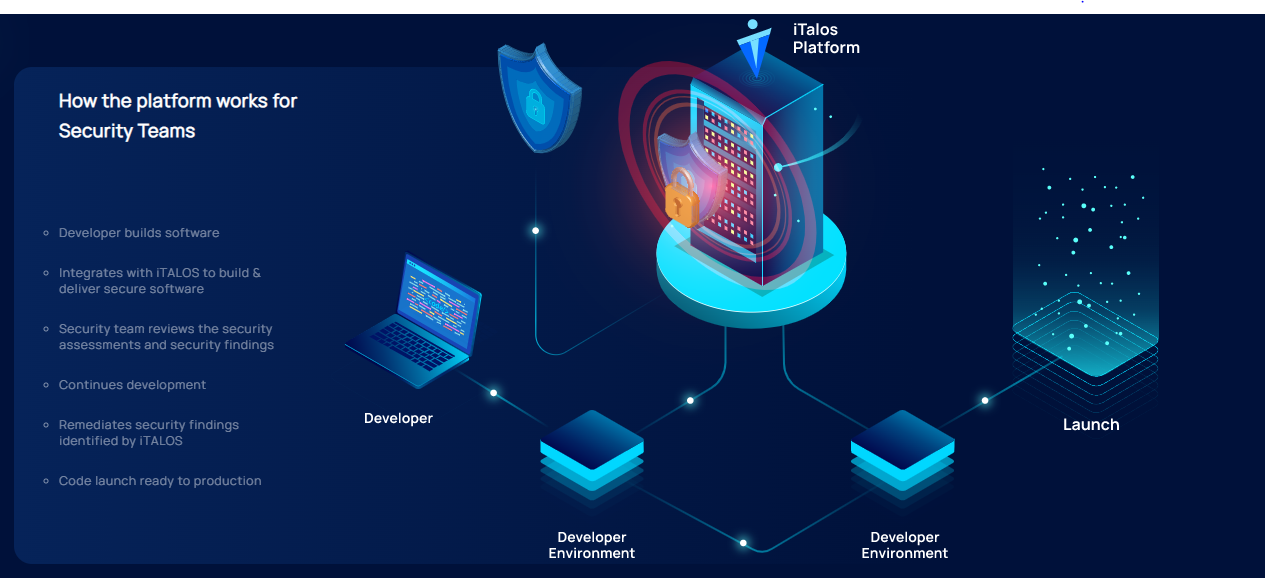 iTalos
Platform
How the platform works for
Security Teams
Developer builds software
Integrates with iTALOS to build &
deliver secure software
Security team reviews the security
assessments and security findings
Continues development
Remediates security findings
identified by iTALOS
Code launch ready to production
Developer
Launch
Developer
Environment
Developer
Environment